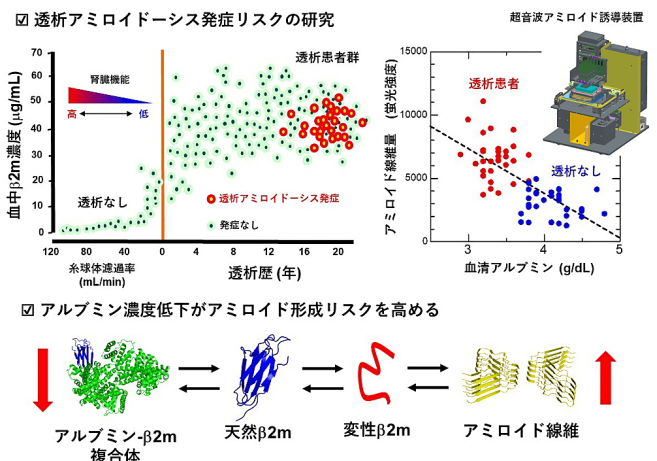 ☑ 透析アミロイドーシス発症リスクの研究
超音波アミロイド誘導装置
血中β2m濃度 (μg/mL)
70
60
50
40
30
20
10
0
腎臓機能
高 ⟷ 低
透析患者群
透析なし
透析アミロイドーシス発症
発症なし
120 80 40 0 4 8 12 16 20
糸球体濾過率
(mL/min)
透析歴 (年)
アミロイド線維量 (蛍光強度)
15000
10000
5000
0
透析患者
透析なし
3 4 5
血清アルブミン (g/dL)
☑ アルブミン濃度低下がアミロイド形成リスクを高める
アルブミン-β2m
複合体
天然β2m
変性β2m
アミロイド線維